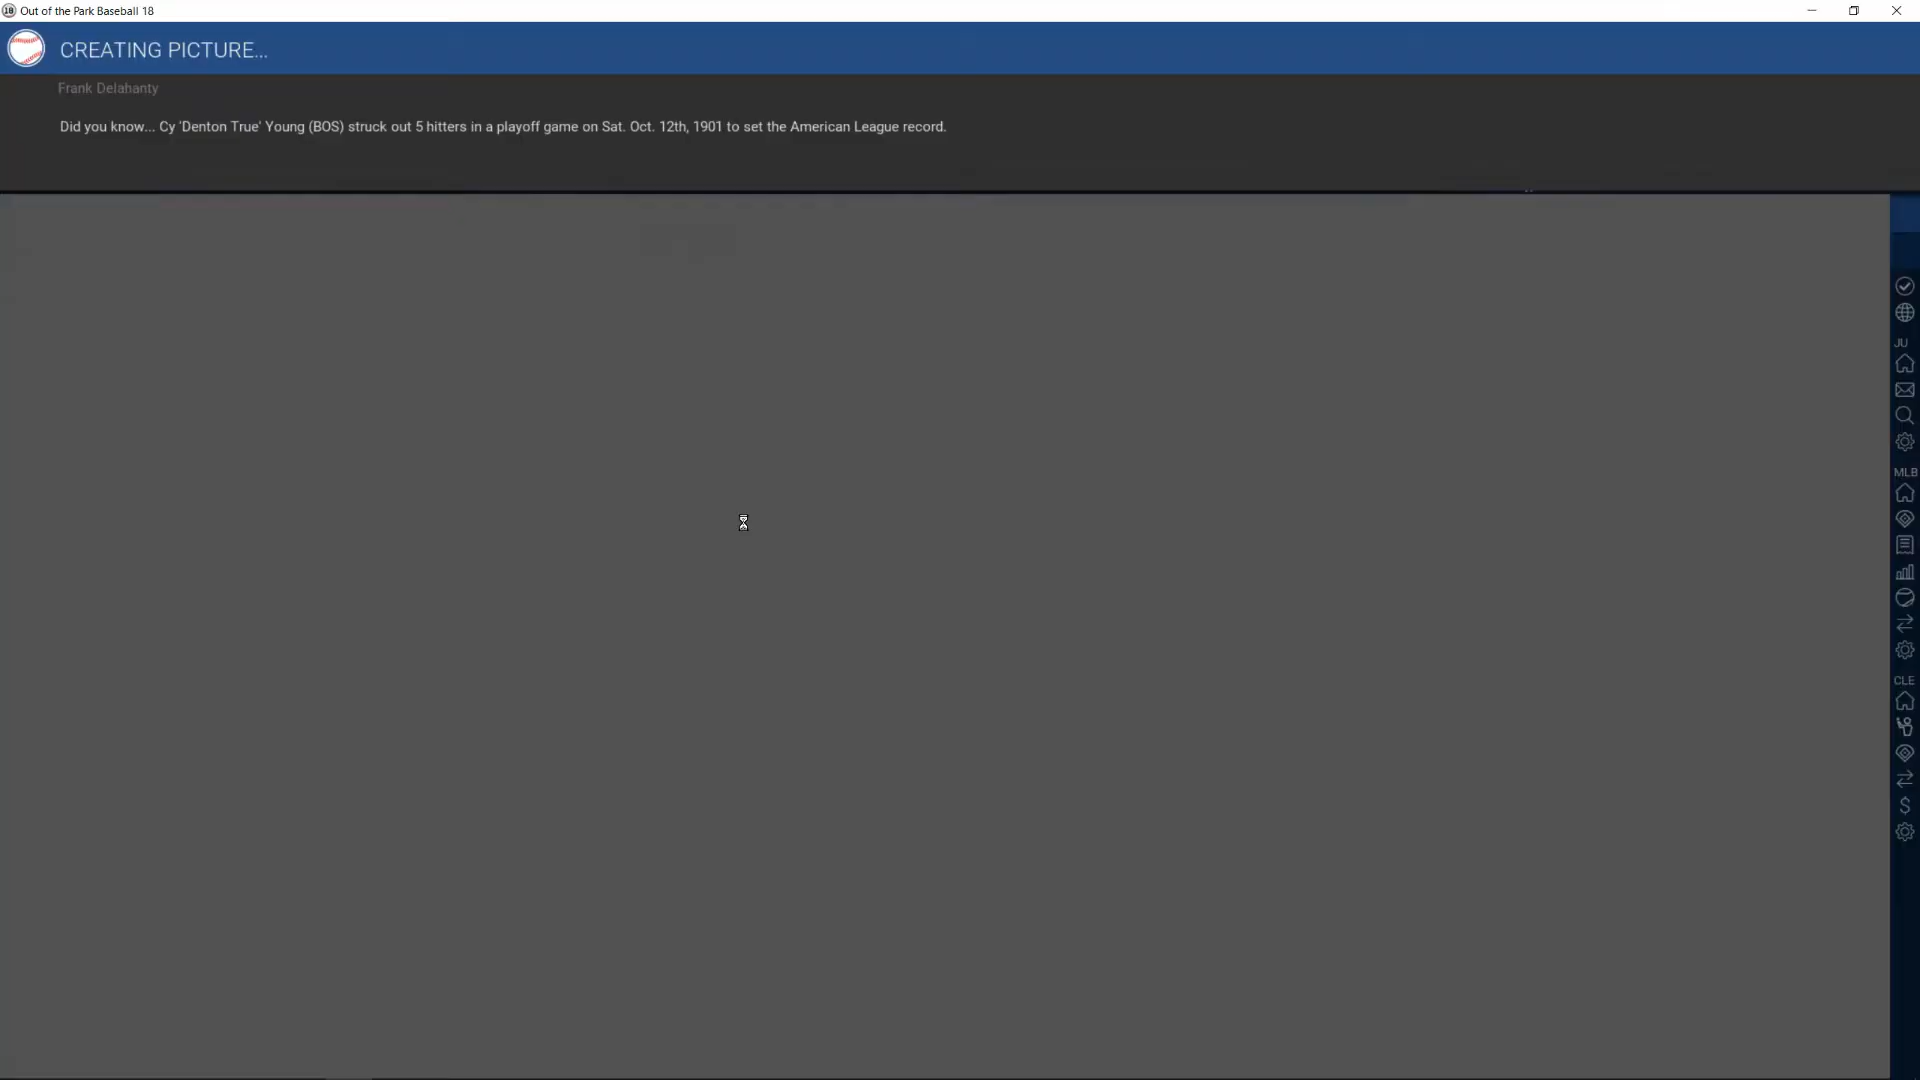 Out of the Park Baseball 18
CREATING PICTURE...
Frank Delahanty
Did you know... Cy 'Denton True' Young (BOS) struck out 5 hitters in a playoff game on Sat. Oct. 12th, 1901 to set the American League record.
JU
MLB
CLE